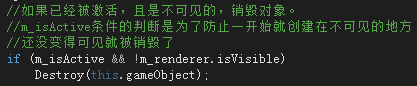 //如果已经被激活，且是不可见的，销毁对象。
//m_isActive条件的判断是为了防止一开始就创建在不可见的地方
//还没变得可见就被销毁了
if (m_isActive && !m_renderer.isVisible)
    Destroy(this.gameObject);